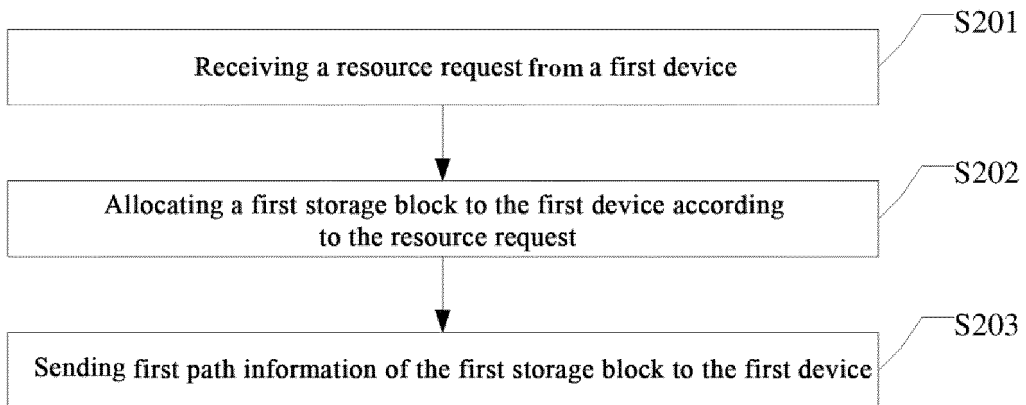 S201
Receiving a resource request from a first device
S202
Allocating a first storage block to the first device according
to the resource request
S203
Sending first path information of the first storage block to the first device